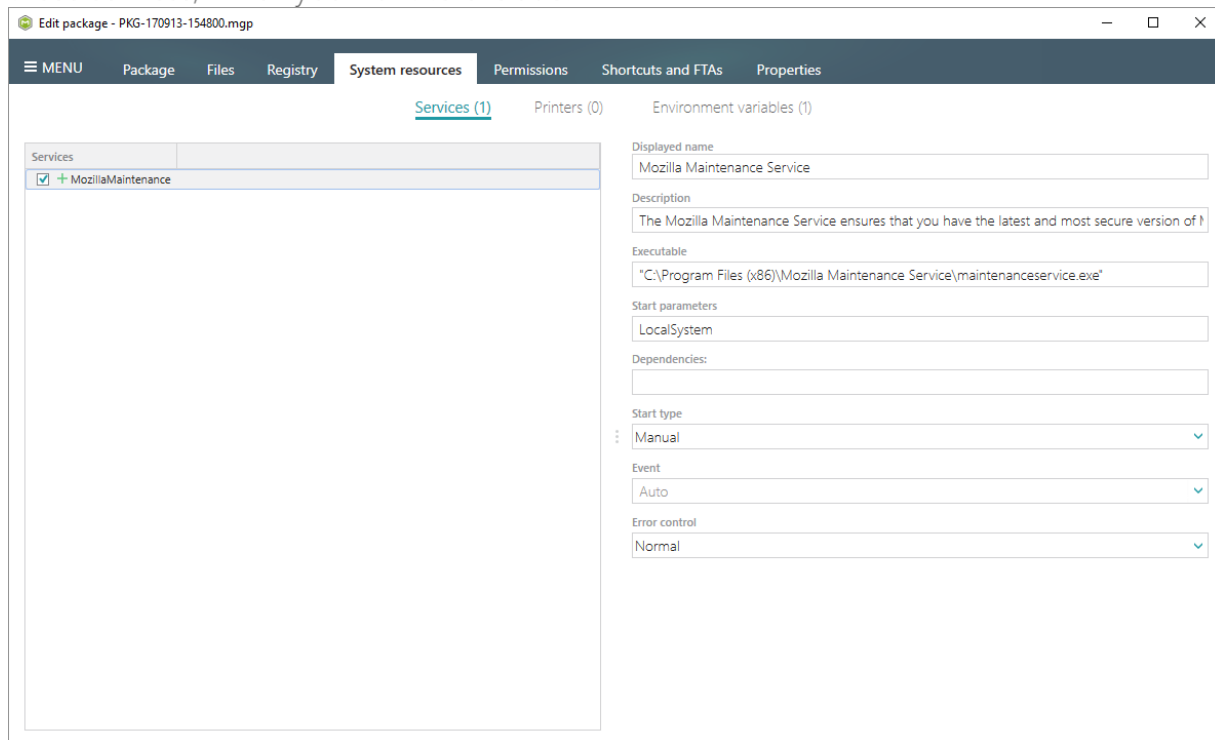 Edit package - PKG-170913-154800.mgp
MENU Package Files Registry System resources Permissions Shortcuts and FTAs Properties
Services (1) Printers (0) Environment variables (1)
Services
MozillaMaintenance
Displayed name
Mozilla Maintenance Service
Description
The Mozilla Maintenance Service ensures that you have the latest and most secure version of
Executable
"C:\Program Files (x86)\Mozilla Maintenance Service\maintenanceservice.exe"
Start parameters
LocalSystem
Dependencies:
Start type
Manual
Event
Auto
Error control
Normal